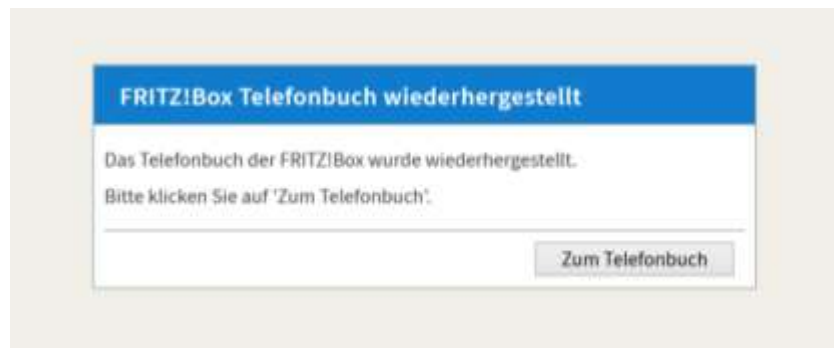 FRITZ!Box Telefonbuch wiederhergestellt
Das Telefonbuch der FRITZ!Box wurde wiederhergestellt.
Bitte klicken Sie auf 'Zum Telefonbuch'.
Zum Telefonbuch